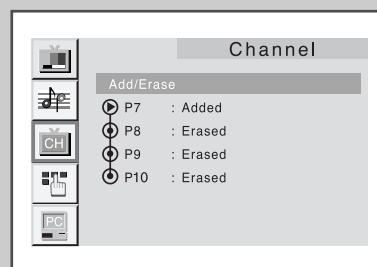 Channel
Add/Erase
P7 : Added
P8 : Erased
CH
P9 : Erased
P10 : Erased
PC